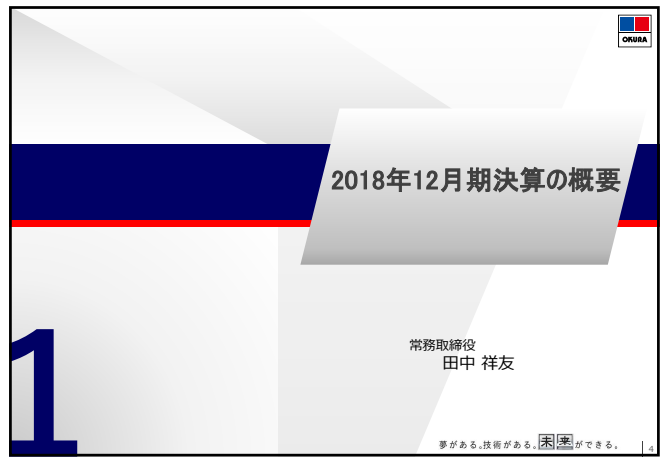 OKURA
2018年12月期決算の概要
1
常務取締役
田中 祥友
夢がある。技術がある。未来ができる。
4